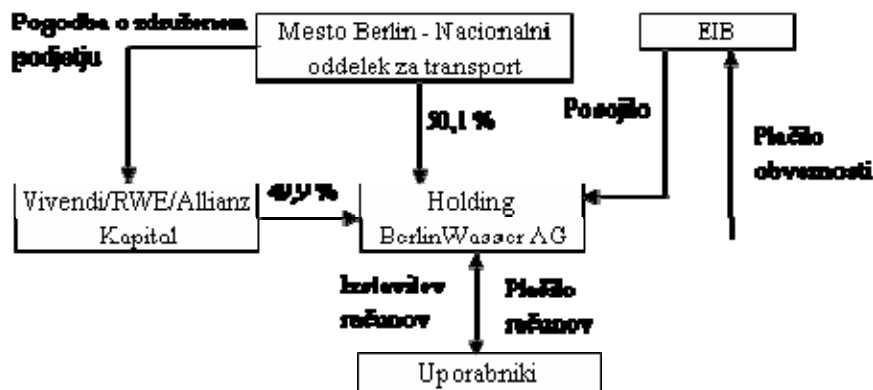 Pogodba o združenem
podjetju
Mesto Berlin - Nacionalni
oddelek za transport
EIB
50,1 %
Posojilo
Plačilo
obveznosti
Vivendi/RWE/Allianz
Kapital
49,9 %
Holding
BerlinWasser AG
Izstavitev
računov
Plačilo
računov
Uporabniki